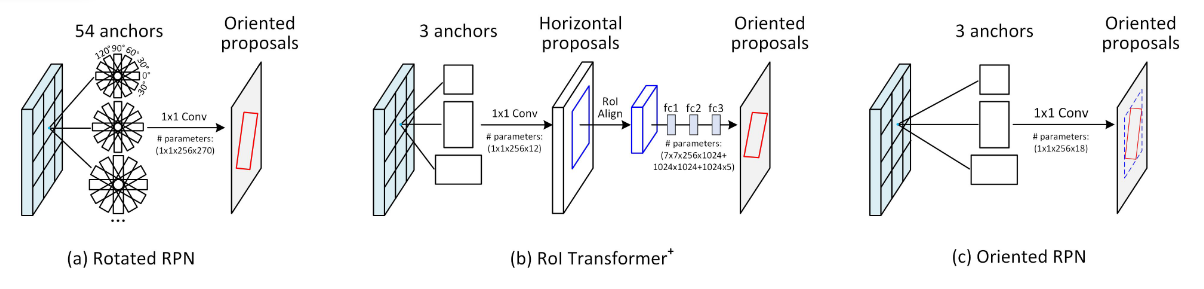 54 anchors
Oriented
proposals
120°
90°
60°
30°
0°
-30°
1x1 Conv
# parameters:
(1x1x256x270)
...
(a) Rotated RPN
3 anchors
Horizontal
proposals
Oriented
proposals
1x1 Conv
# parameters:
(1x1x256x12)
RoI
Align
fc1 fc2 fc3
# parameters:
(7x7x256x1024+
1024x1024+1024x5)
(b) RoI Transformer+
3 anchors
Oriented
proposals
1x1 Conv
# parameters:
(1x1x256x18)
(c) Oriented RPN